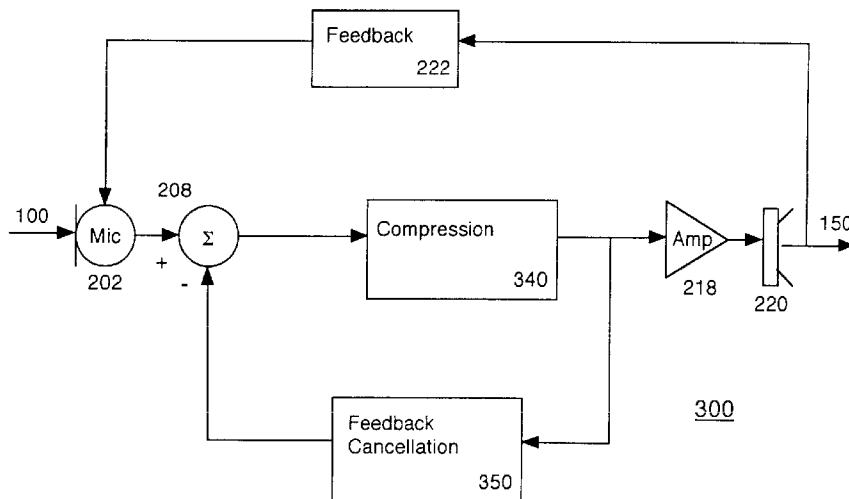 Feedback
222
100
208
Mic
Σ
202
+
-
Compression
340
Amp
218
220
150
Feedback
Cancellation
350
300